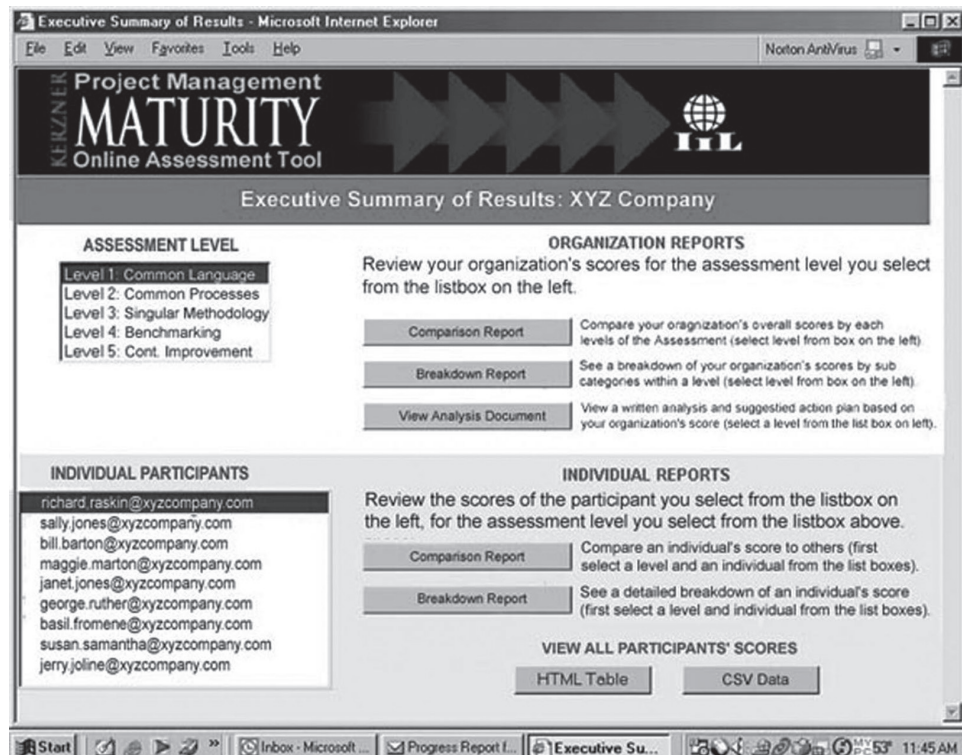 Executive Summary of Results - Microsoft Internet Explorer
File Edit View Favorites Tools Help
Norton AntiVirus
KERZNER
Project Management
MATURITY
Online Assessment Tool
IIL
Executive Summary of Results: XYZ Company
ASSESSMENT LEVEL
Level 1: Common Language
Level 2: Common Processes
Level 3: Singular Methodology
Level 4: Benchmarking
Level 5: Cont. Improvement
ORGANIZATION REPORTS
Review your organization's scores for the assessment level you select
from the listbox on the left.
Comparison Report
Compare your oragnization's overall scores by each
levels of the Assessment (select level from box on the left)
Breakdown Report
See a breakdown of your organization's scores by sub
categories within a level (select level from box on the left).
View Analysis Document
View a written analysis and suggestied action plan based on
your organization's score (select a level from the list box on left).
INDIVIDUAL PARTICIPANTS
richard.raskin@xyzcompany.com
sally.jones@xyzcompany.com
bill.barton@xyzcompany.com
maggie.marton@xyzcompany.com
janet.jones@xyzcompany.com
george.ruther@xyzcompany.com
basil.fromene@xyzcompany.com
susan.samantha@xyzcompany.com
jerry.joline@xyzcompany.com
INDIVIDUAL REPORTS
Review the scores of the participant you select from the listbox on
the left, for the assessment level you select from the listbox above.
Comparison Report
Compare an individual's score to others (first
select a level and an individual from the list boxes).
Breakdown Report
See a detailed breakdown of an individual's score
(first select a level and individual from the list boxes).
VIEW ALL PARTICIPANTS' SCORES
HTML Table
CSV Data
Start
Inbox - Microsoft ...
Progress Report f...
Executive Su...
11:45 AM